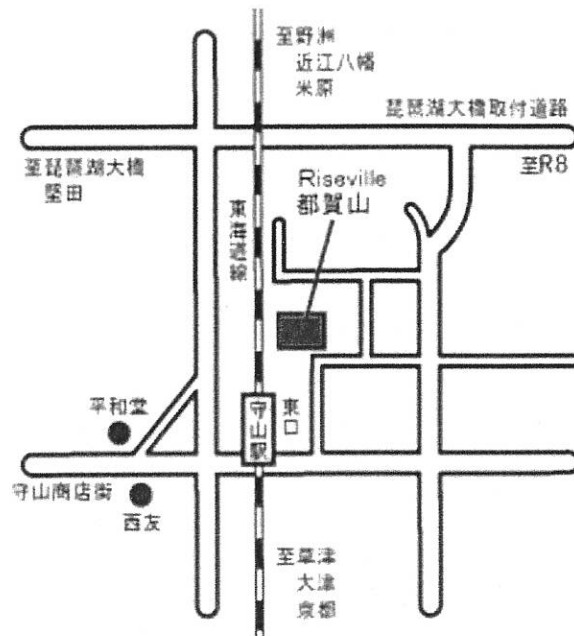 至野洲
近江八幡
米原
琵琶湖大橋取付道路
至琵琶湖大橋
堅田
至R8
Riseville
都賀山
東海道線
平和堂
守山駅
東口
守山商店街
西友
至草津
大津
京都